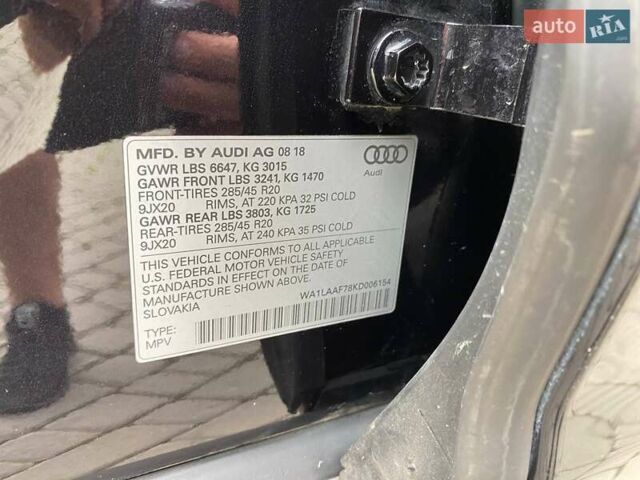 auto RIA
.com
MFD. BY AUDI AG 08 18
GVWR LBS 6647, KG 3015
GAWR FRONT LBS 3241, KG 1470
FRONT-TIRES 285/45 R20
9JX20 RIMS, AT 220 KPA 32 PSI COLD
GAWR REAR LBS 3803, KG 1725
REAR-TIRES 285/45 R20
9JX20 RIMS, AT 240 KPA 35 PSI COLD
THIS VEHICLE CONFORMS TO ALL APPLICABLE
U.S. FEDERAL MOTOR VEHICLE SAFETY
STANDARDS IN EFFECT ON THE DATE OF
MANUFACTURE SHOWN ABOVE.
SLOVAKIA
WA1LAAF78KD006154
TYPE:
MPV
Audi